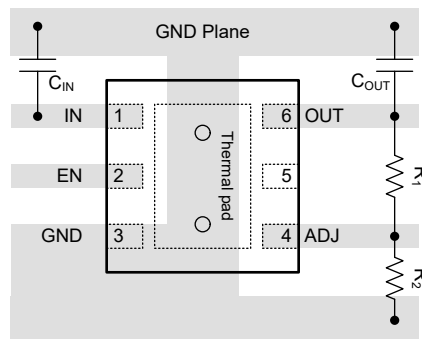 GND Plane
CIN
COUT
IN 1
6 OUT
EN 2
5
GND 3
4 ADJ
Thermal pad
R1
R2